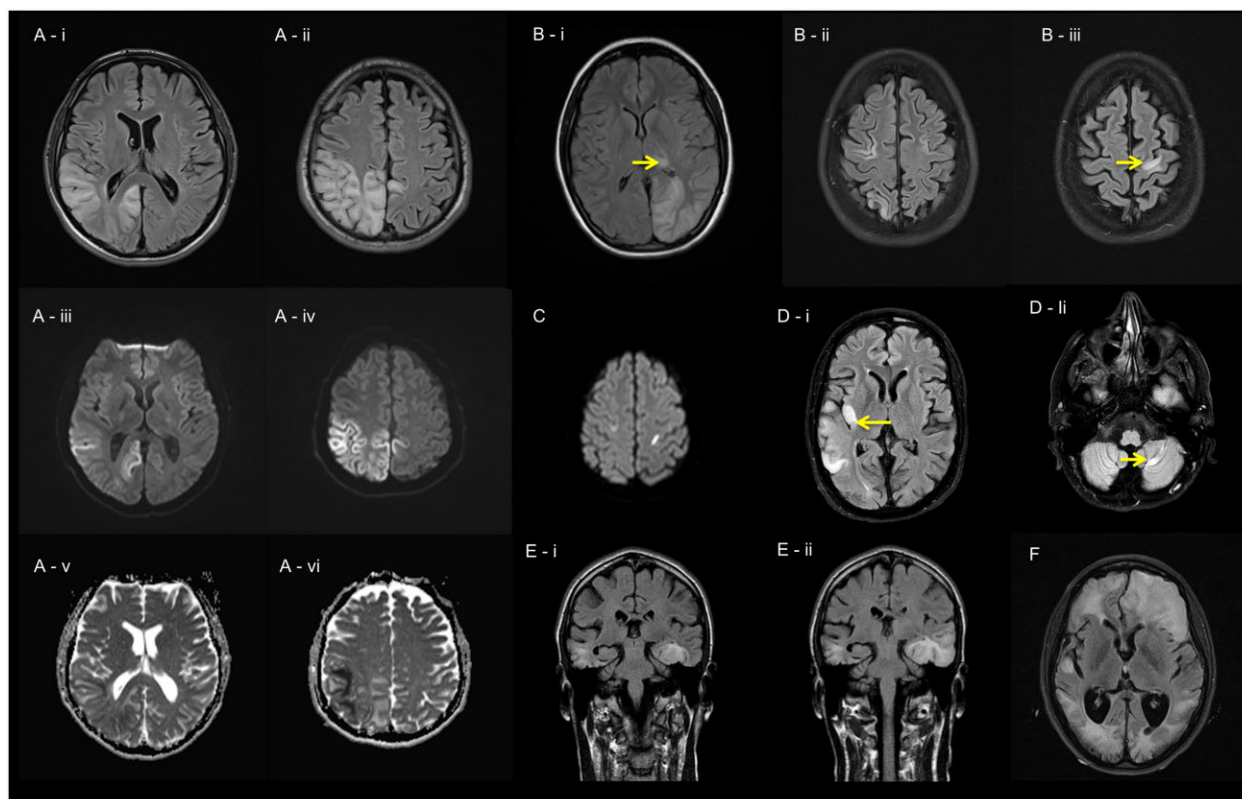 A - i
A - ii
B - i
B - ii
B - iii
A - iii
A - iv
C
D - i
D - Ii
A - v
A - vi
E - i
E - ii
F